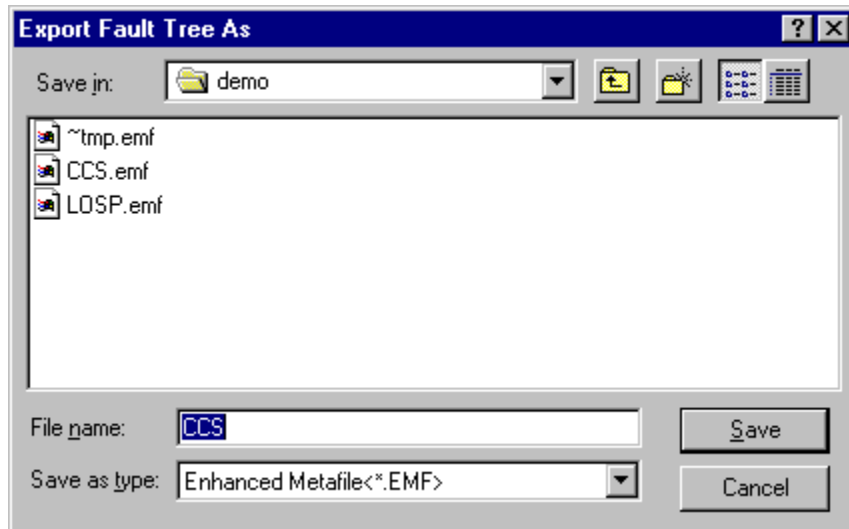 Export Fault Tree As
Save in: demo
~tmp.emf
CCS.emf
LOSP.emf
File name: CCS Save
Save as type: Enhanced Metafile<*.EMF> Cancel